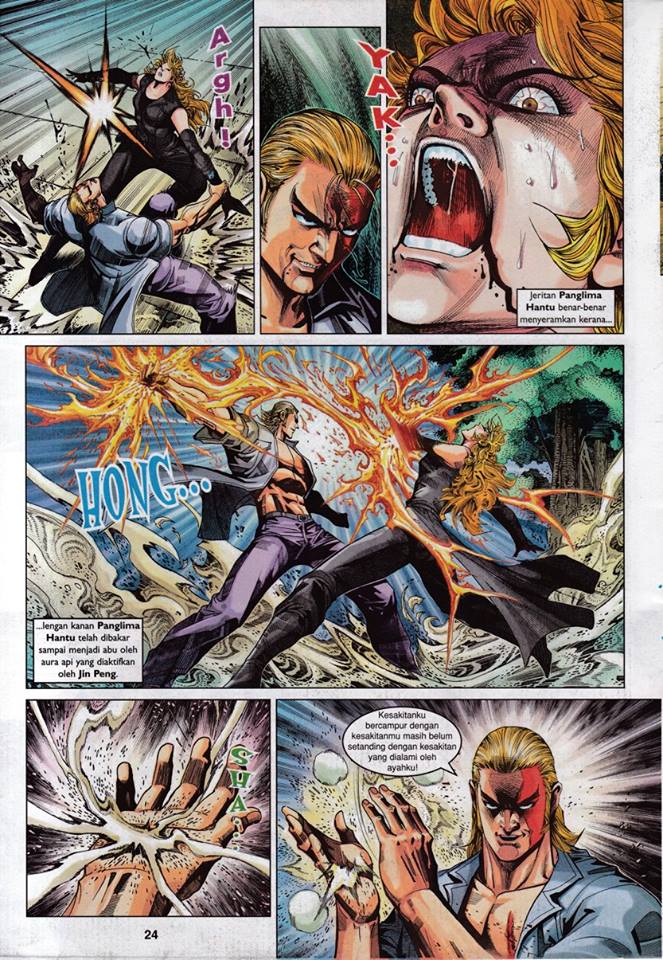 Argh!
YAK...
Jeritan Panglima
Hantu benar-benar
menyeramkan kerana...
HONG...
...lengan kanan Panglima
Hantu telah dibakar
sampai menjadi abu oleh
aura api yang diaktifkan
oleh Jin Peng.
Kesakitanku
bercampur dengan
kesakitanmu masih belum
setanding dengan kesakitan
yang dialami oleh
ayahku!
24